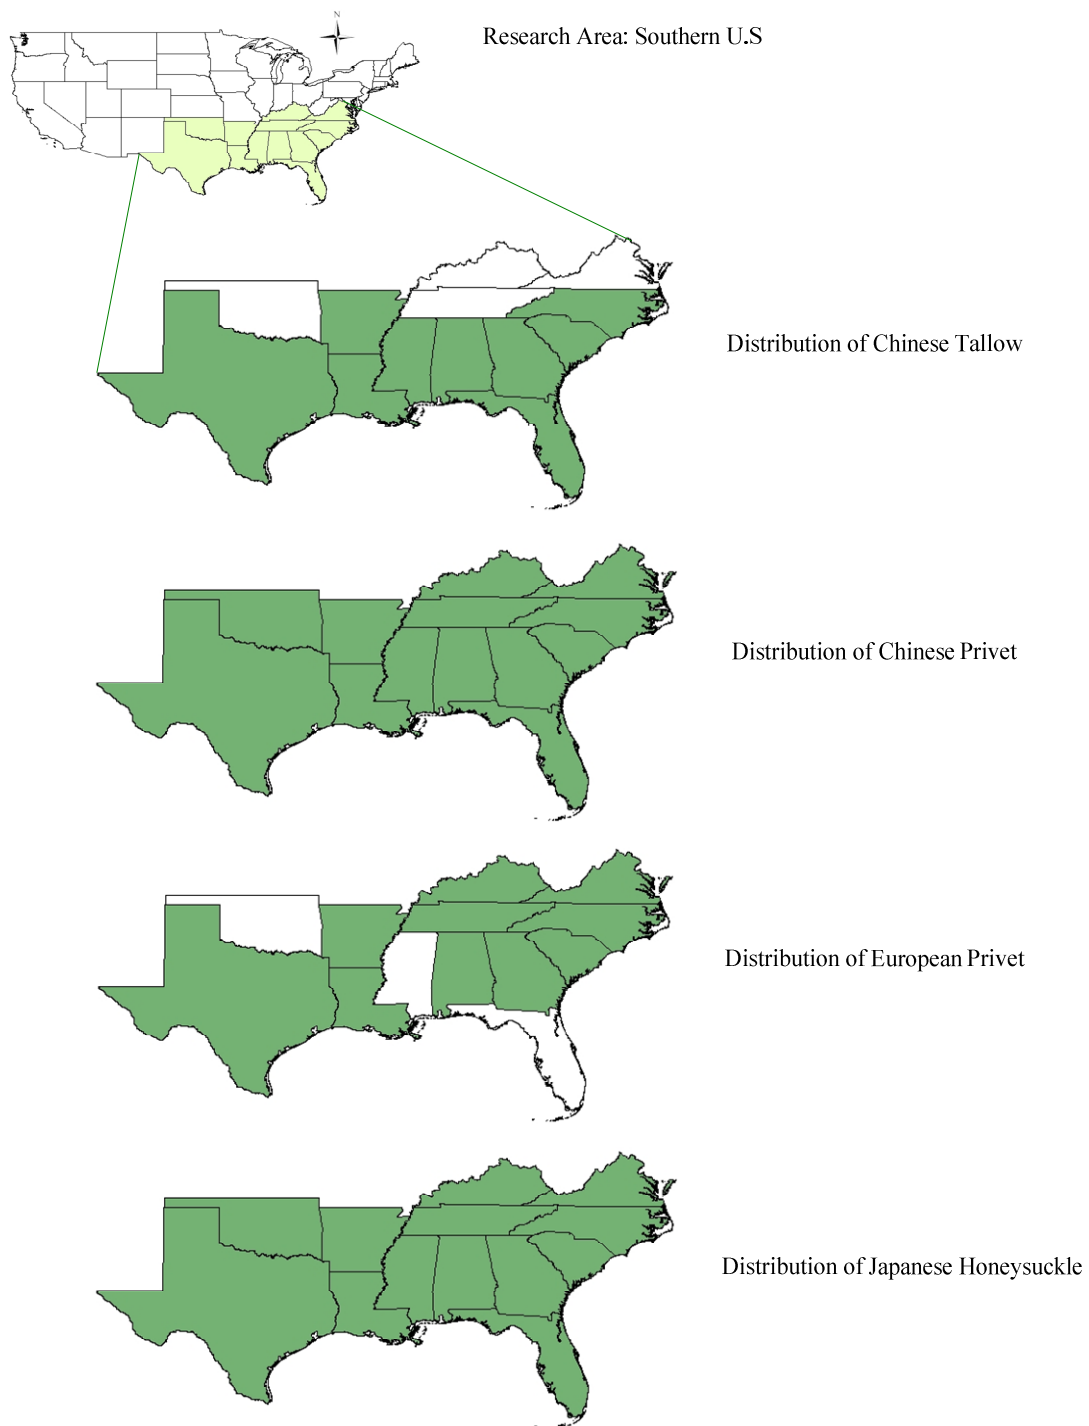 N
Research Area: Southern U.S
Distribution of Chinese Tallow
Distribution of Chinese Privet
Distribution of European Privet
Distribution of Japanese Honeysuckle